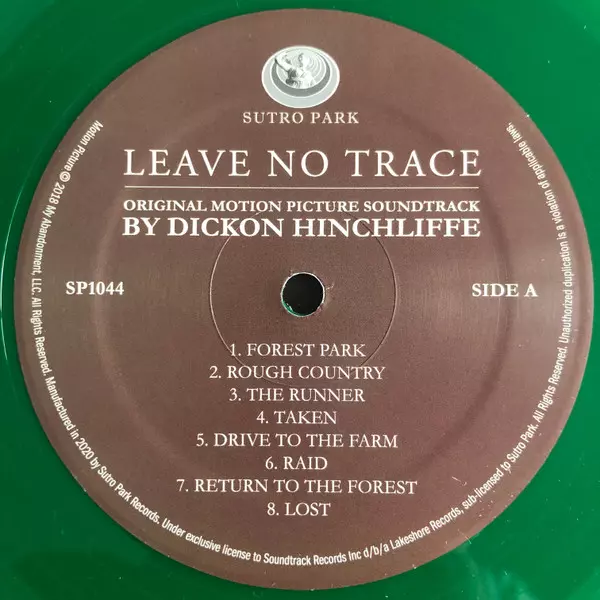 SUTRO PARK
LEAVE NO TRACE
ORIGINAL MOTION PICTURE SOUNDTRACK
BY DICKON HINCHLIFFE
SP1044
SIDE A
1. FOREST PARK
2. ROUGH COUNTRY
3. THE RUNNER
4. TAKEN
5. DRIVE TO THE FARM
6. RAID
7. RETURN TO THE FOREST
8. LOST
Motion Picture © 2018 My Abandonment, LLC. All Rights Reserved. Manufactured in 2020 by Sutro Park Records. Under exclusive license to Soundtrack Records Inc d/b/a Lakeshore Records, sub-licensed to Sutro Park. All Rights Reserved. Unauthorized duplication is a violation of applicable laws.